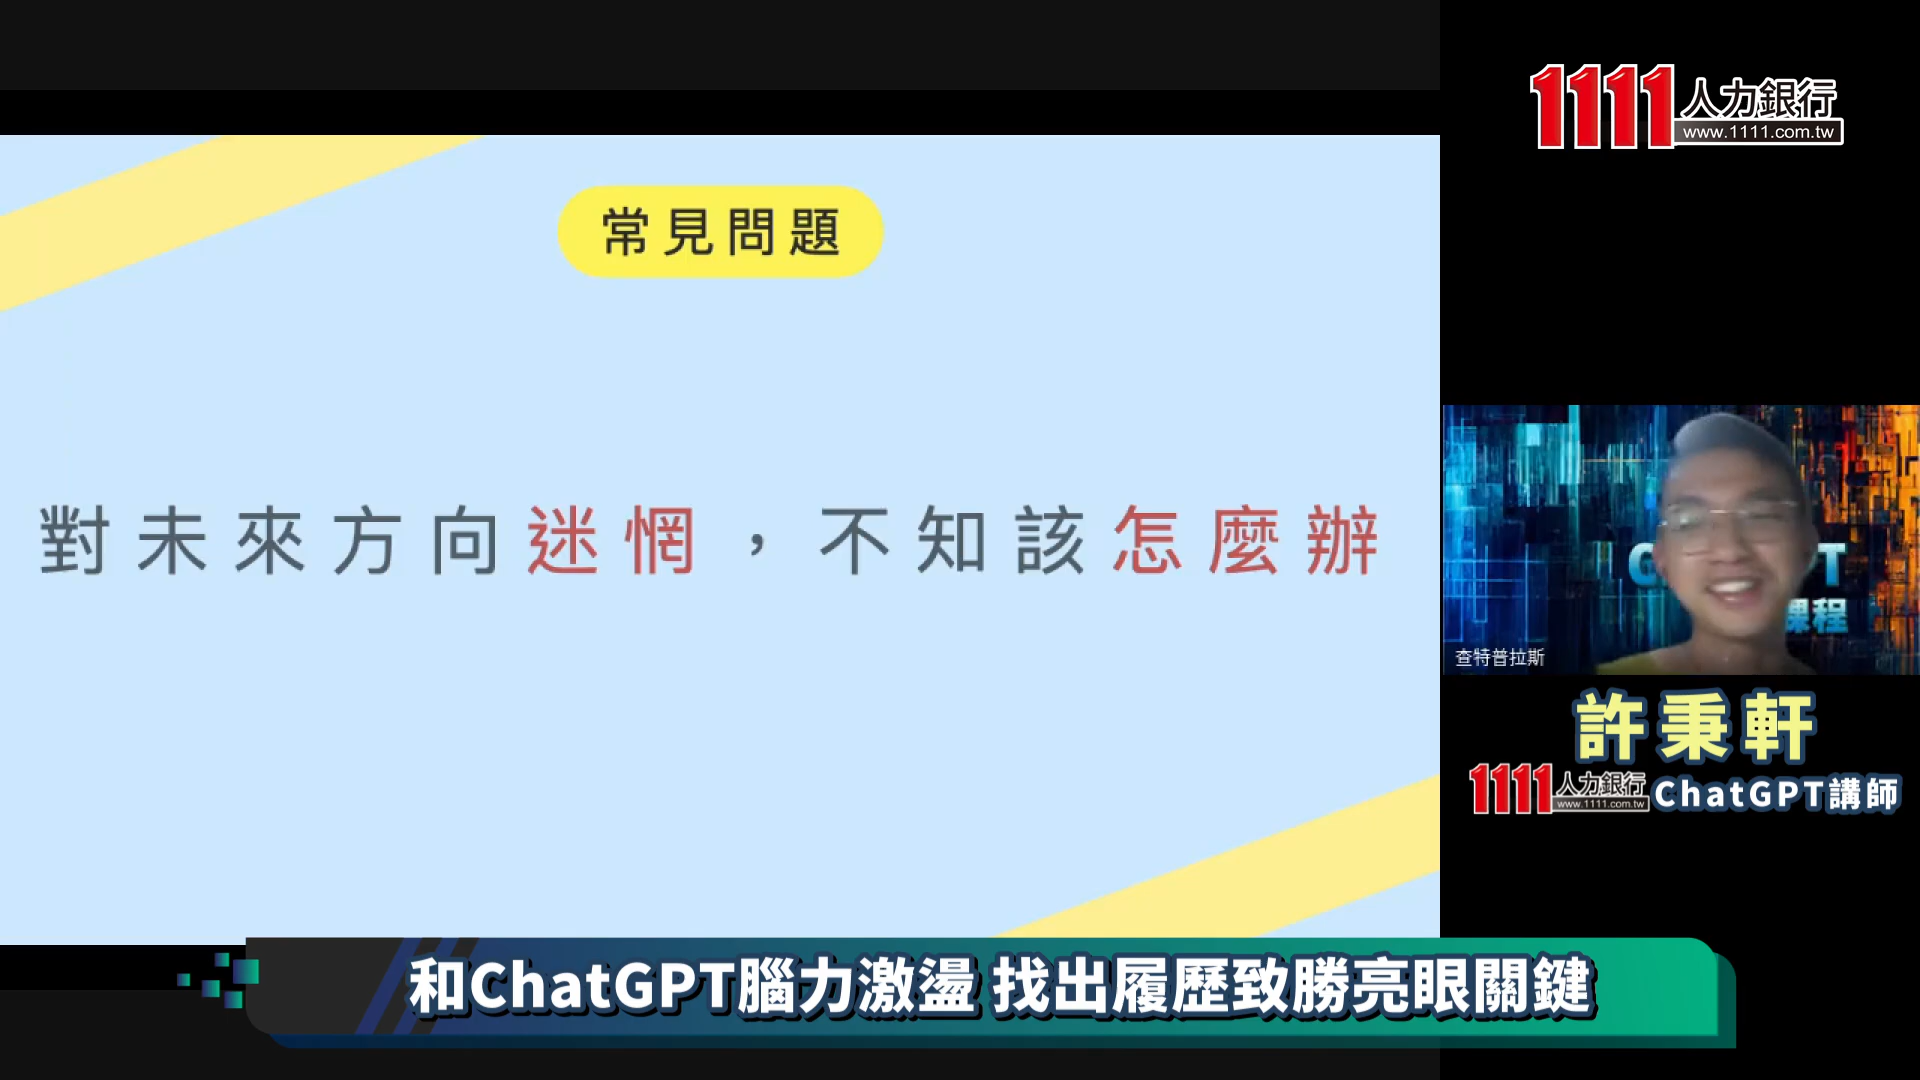 1111人力銀行
www.1111.com.tw
常見問題
對未來方向迷惘，不知該怎麼辦
課程
查特普拉斯
許秉軒
1111人力銀行
www.1111.com.tw
ChatGPT講師
和ChatGPT腦力激盪 找出履歷致勝亮眼關鍵